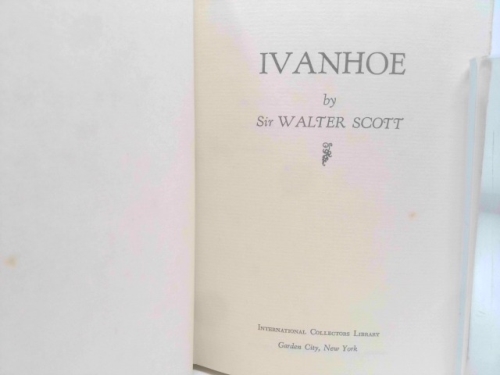 IVANHOE
by
Sir WALTER SCOTT
INTERNATIONAL COLLECTORS LIBRARY
Garden City, New York